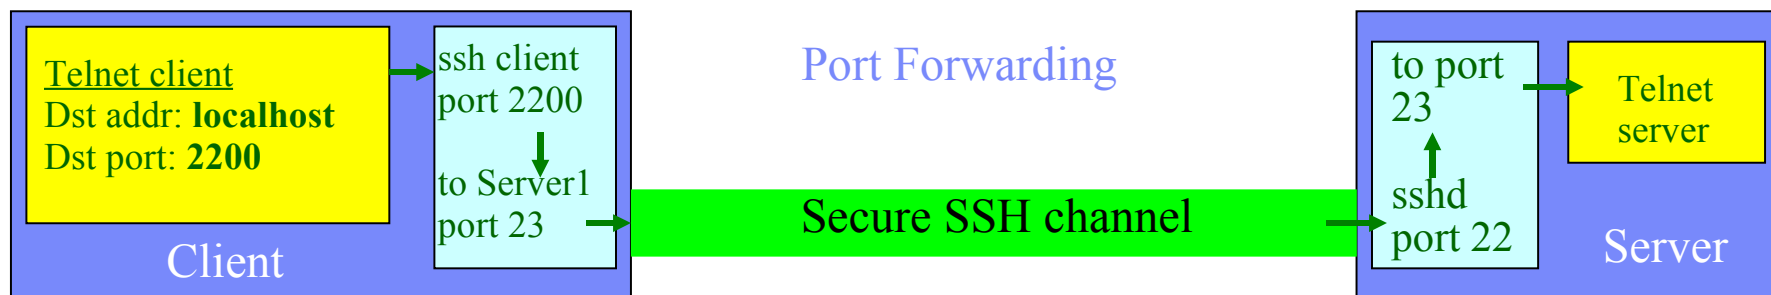 Telnet client
Dst addr: localhost
Dst port: 2200
ssh client
port 2200
to Server1
port 23
Client
Port Forwarding
Secure SSH channel
to port
23
sshd
port 22
Telnet
server
Server